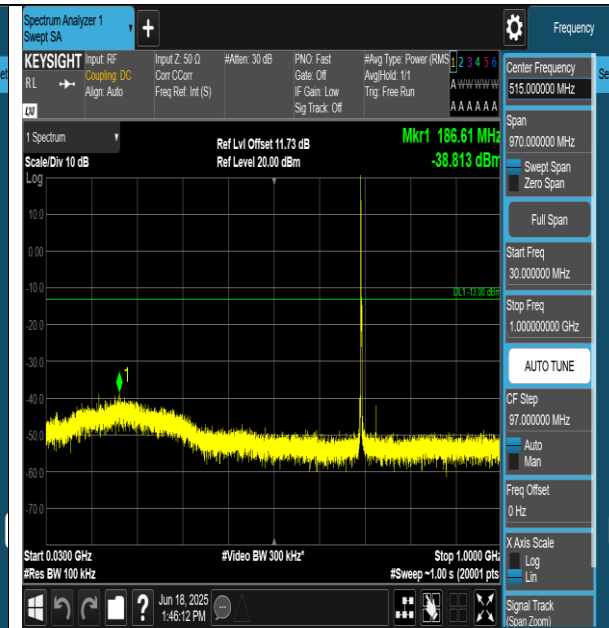 Spectrum Analyzer 1
Swept SA
+
Frequency
KEYSIGHT
RL
LXI
Input: RF
Coupling: DC
Align: Auto
Input Z: 50 Ω
Corr CCorr
Freq Ref: Int (S)
#Atten: 30 dB
PNO: Fast
Gate: Off
IF Gain: Low
Sig Track: Off
#Avg Type: Power (RMS
Avg|Hold: 1/1
Trig: Free Run
1 2 3 4 5 6
A W W W W W
A A A A A A
1 Spectrum
Scale/Div 10 dB
Log
Ref Lvl Offset 11.73 dB
Ref Level 20.00 dBm
Mkr1 186.61 MHz
-38.813 dBm
10.0
0.00
DL1 -13.00 dBm
-20.0
-30.0
1
-40.0
-50.0
-60.0
-70.0
Start 0.0300 GHz
#Res BW 100 kHz
#Video BW 300 kHz*
Stop 1.0000 GHz
#Sweep ~1.00 s (20001 pts
Jun 18, 2025
1:46:12 PM
?
Center Frequency
515.000000 MHz
Span
970.000000 MHz
Swept Span
Zero Span
Full Span
Start Freq
30.000000 MHz
Stop Freq
1.000000000 GHz
AUTO TUNE
CF Step
97.000000 MHz
Auto
Man
Freq Offset
0 Hz
X Axis Scale
Log
Lin
Signal Track
(Span Zoom)